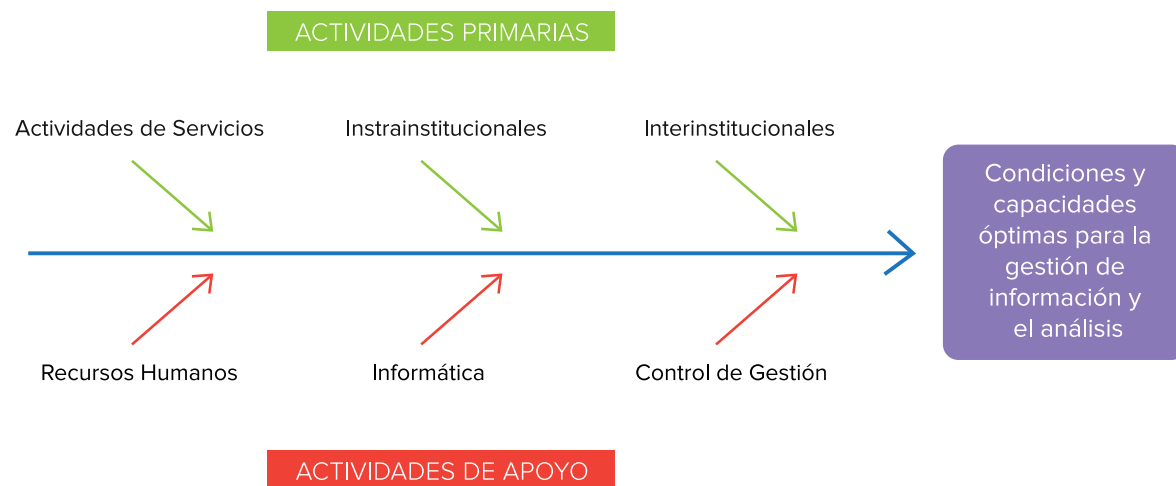 ACTIVIDADES PRIMARIAS
Actividades de Servicios
Instrainstitucionales
Interinstitucionales
Condiciones y
capacidades
óptimas para la
gestión de
información y
el análisis
Recursos Humanos
Informática
Control de Gestión
ACTIVIDADES DE APOYO